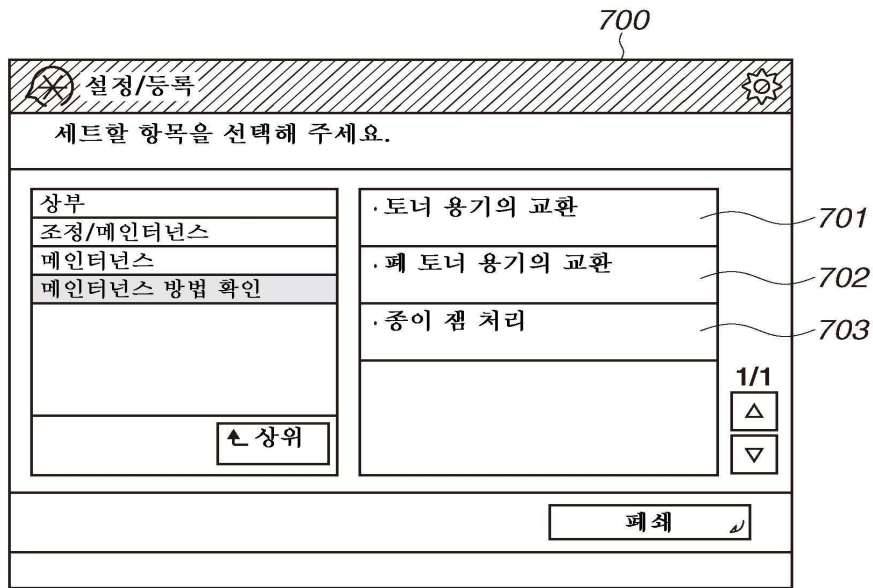 700
설정/등록
세트할 항목을 선택해 주세요.
상부
조정/메인터넌스
메인터넌스
메인터넌스 방법 확인
상위
·토너 용기의 교환
701
·폐 토너 용기의 교환
702
·종이 잼 처리
703
1/1
폐쇄